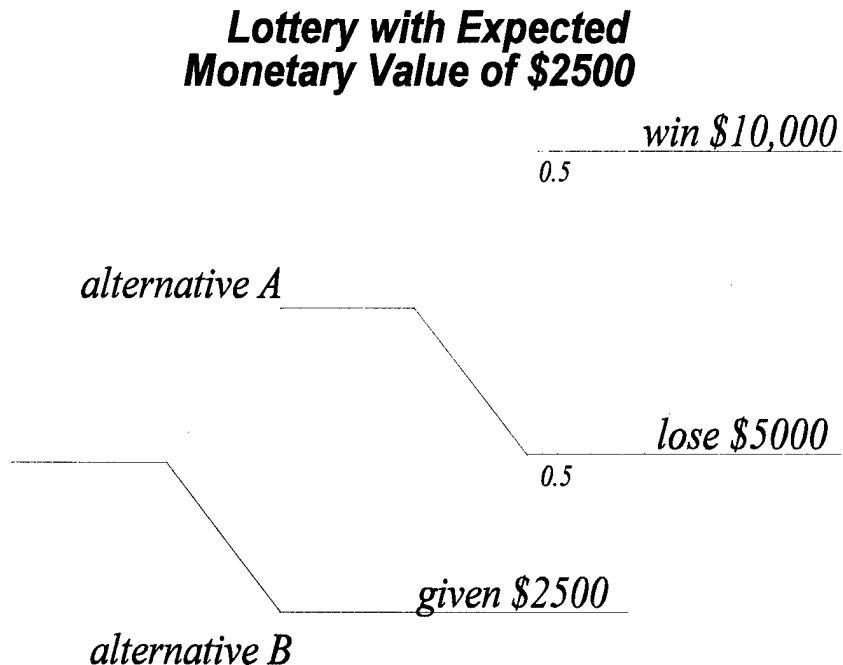 Lottery with Expected
Monetary Value of $2500
win $10,000
0.5
alternative A
lose $5000
0.5
given $2500
alternative B